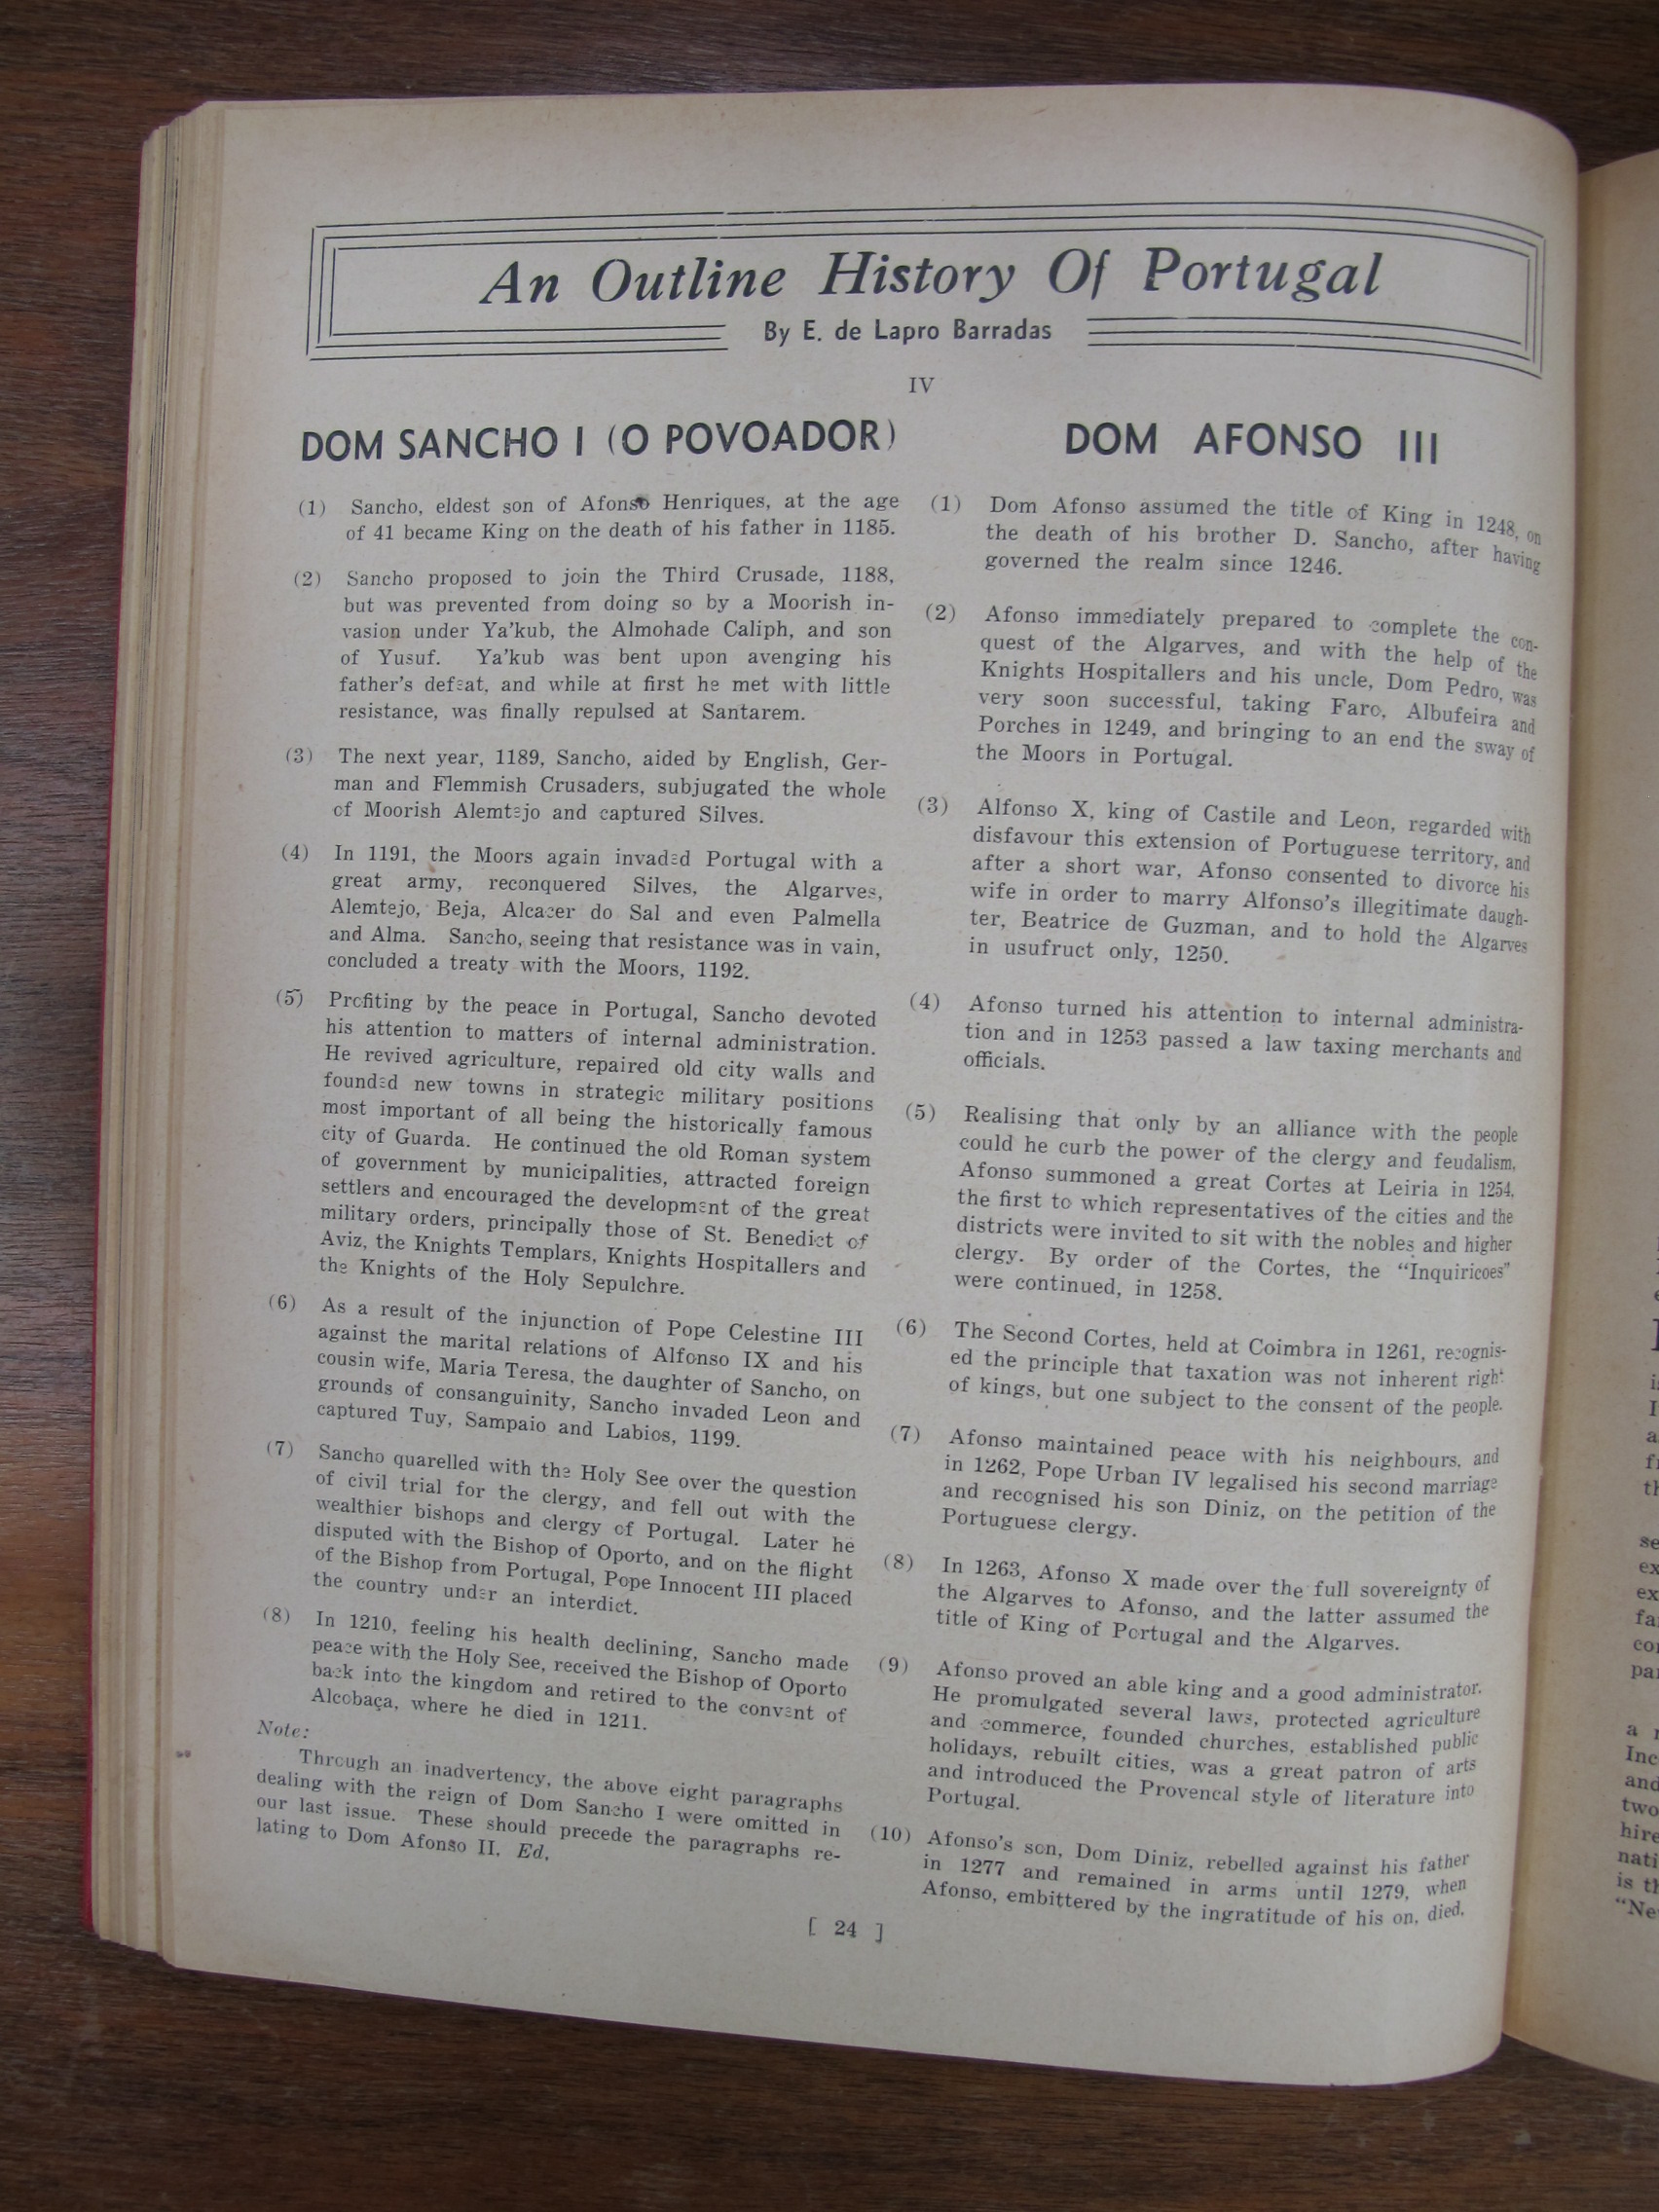 An Outline History Of Portugal
By E. de Lapro Barradas
IV
DOM SANCHO I (O POVOADOR)
(1) Sancho, eldest son of Afonso Henriques, at the age
of 41 became King on the death of his father in 1185.
(2) Sancho proposed to join the Third Crusade, 1188,
but was prevented from doing so by a Moorish in-
vasion under Ya'kub, the Almohade Caliph, and son
of Yusuf. Ya'kub was bent upon avenging his
father's defeat, and while at first he met with little
resistance, was finally repulsed at Santarem.
(3) The next year, 1189, Sancho, aided by English, Ger-
man and Flemmish Crusaders, subjugated the whole
of Moorish Alemtejo and captured Silves.
(4) In 1191, the Moors again invaded Portugal with a
great army, reconquered Silves, the Algarves,
Alemtejo, Beja, Alcacer do Sal and even Palmella
and Alma. Sancho, seeing that resistance was in vain,
concluded a treaty with the Moors, 1192.
(5) Profiting by the peace in Portugal, Sancho devoted
his attention to matters of internal administration.
He revived agriculture, repaired old city walls and
founded new towns in strategic military positions
most important of all being the historically famous
city of Guarda. He continued the old Roman system
of government by municipalities, attracted foreign
settlers and encouraged the development of the great
military orders, principally those of St. Benedict of
Aviz, the Knights Templars, Knights Hospitallers and
the Knights of the Holy Sepulchre.
(6) As a result of the injunction of Pope Celestine III
against the marital relations of Alfonso IX and his
cousin wife, Maria Teresa, the daughter of Sancho, on
grounds of consanguinity, Sancho invaded Leon and
captured Tuy, Sampaio and Labios, 1199.
(7) Sancho quarelled with the Holy See over the question
of civil trial for the clergy, and fell out with the
wealthier bishops and clergy of Portugal. Later he
disputed with the Bishop of Oporto, and on the flight
of the Bishop from Portugal, Pope Innocent III placed
the country under an interdict.
(8) In 1210, feeling his health declining, Sancho made
peace with the Holy See, received the Bishop of Oporto
back into the kingdom and retired to the convent of
Alcobaça, where he died in 1211.
Note:
Through an inadvertency, the above eight paragraphs
dealing with the reign of Dom Sancho I were omitted in
our last issue. These should precede the paragraphs re-
lating to Dom Afonso II. Ed.
DOM AFONSO III
(1) Dom Afonso assumed the title of King in 1248, on
the death of his brother D. Sancho, after having
governed the realm since 1246.
(2) Afonso immediately prepared to complete the con-
quest of the Algarves, and with the help of the
Knights Hospitallers and his uncle, Dom Pedro, was
very soon successful, taking Faro, Albufeira and
Porches in 1249, and bringing to an end the sway of
the Moors in Portugal.
(3) Alfonso X, king of Castile and Leon, regarded with
disfavour this extension of Portuguese territory, and
after a short war, Afonso consented to divorce his
wife in order to marry Alfonso's illegitimate daugh-
ter, Beatrice de Guzman, and to hold the Algarves
in usufruct only, 1250.
(4) Afonso turned his attention to internal administra-
tion and in 1253 passed a law taxing merchants and
officials.
(5) Realising that only by an alliance with the people
could he curb the power of the clergy and feudalism,
Afonso summoned a great Cortes at Leiria in 1254,
the first to which representatives of the cities and the
districts were invited to sit with the nobles and higher
clergy. By order of the Cortes, the "Inquiricoes"
were continued, in 1258.
(6) The Second Cortes, held at Coimbra in 1261, recognis-
ed the principle that taxation was not inherent right
of kings, but one subject to the consent of the people.
(7) Afonso maintained peace with his neighbours, and
in 1262, Pope Urban IV legalised his second marriage
and recognised his son Diniz, on the petition of the
Portuguese clergy.
(8) In 1263, Afonso X made over the full sovereignty of
the Algarves to Afonso, and the latter assumed the
title of King of Portugal and the Algarves.
(9) Afonso proved an able king and a good administrator.
He promulgated several laws, protected agriculture
and commerce, founded churches, established public
holidays, rebuilt cities, was a great patron of arts
and introduced the Provencal style of literature into
Portugal.
(10) Afonso's son, Dom Diniz, rebelled against his father
in 1277 and remained in arms until 1279, when
Afonso, embittered by the ingratitude of his on, died.
[ 24 ]